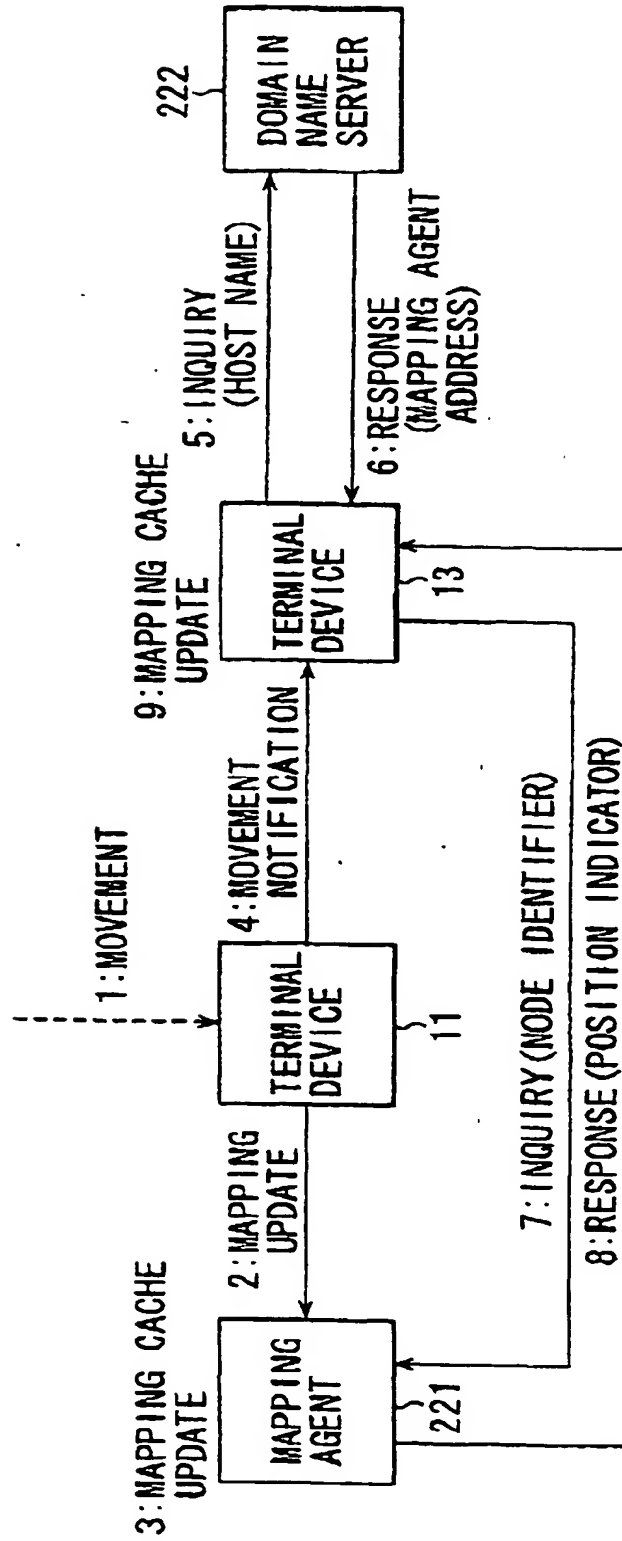 1:MOVEMENT
3:MAPPING CACHE
UPDATE
MAPPING
AGENT
221
2:MAPPING
UPDATE
TERMINAL
DEVICE
11
4:MOVEMENT
NOTIFICATION
9:MAPPING CACHE
UPDATE
TERMINAL
DEVICE
13
5:INQUIRY
(HOST NAME)
6:RESPONSE
(MAPPING AGENT
ADDRESS)
222
DOMAIN
NAME
SERVER
7:INQUIRY(NODE IDENTIFIER)
8:RESPONSE(POSITION INDICATOR)